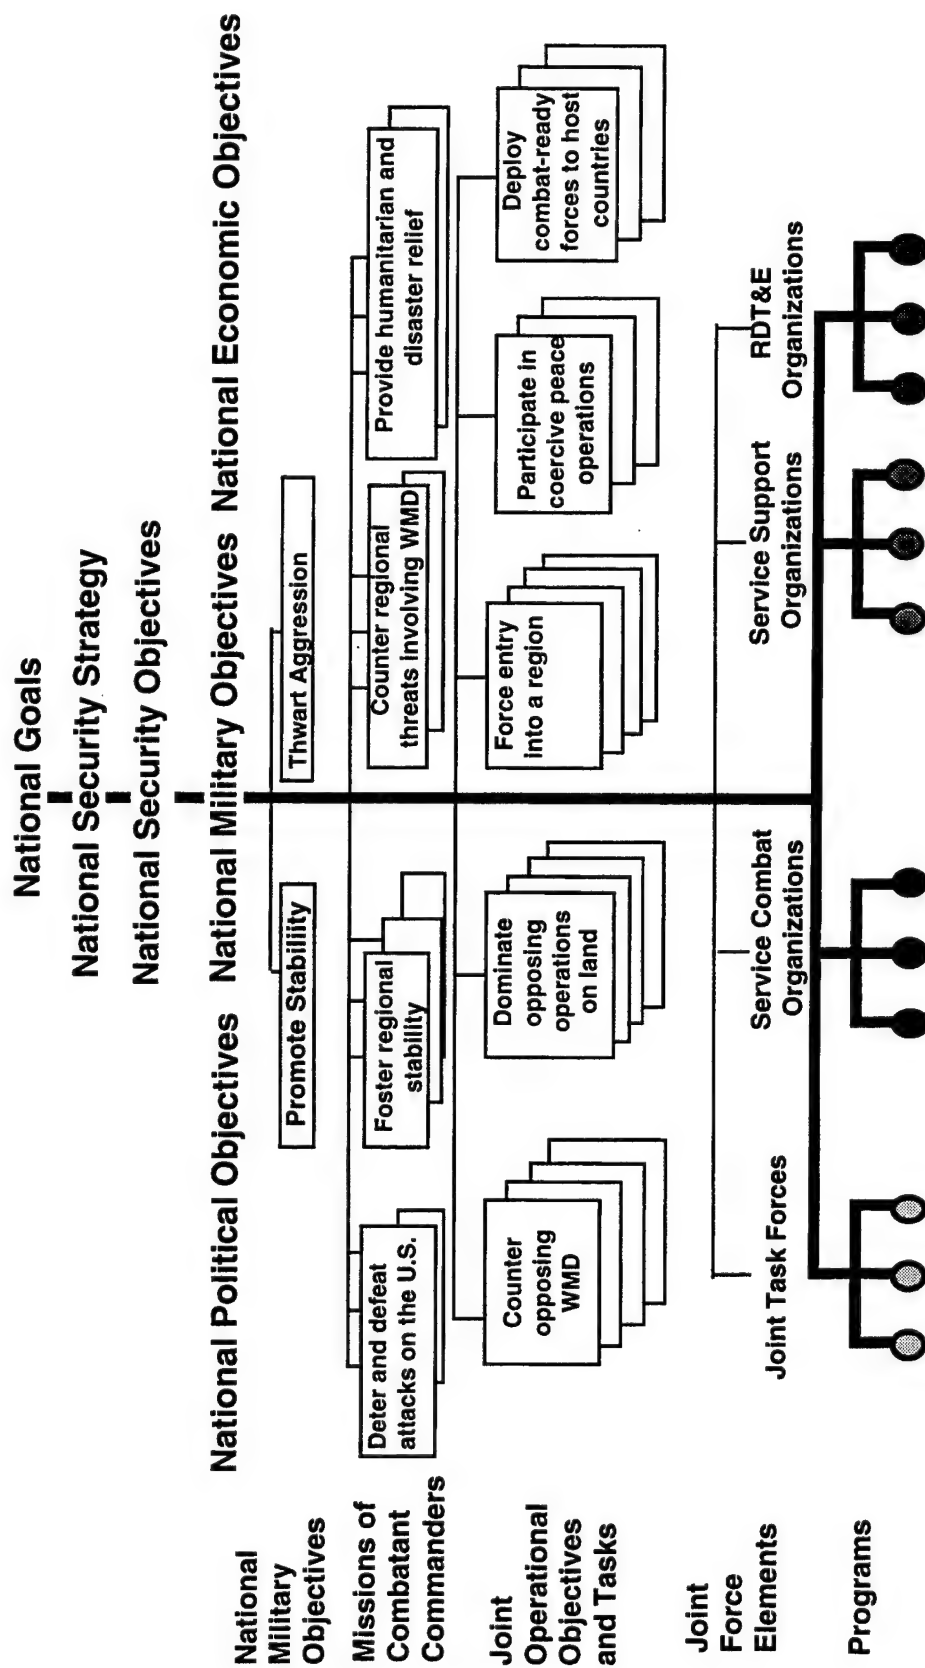 National Goals
National Security Strategy
National Security Objectives
National Political Objectives National Military Objectives National Economic Objectives
National
Military
Objectives
Promote Stabiliity
Thwart Aggression
Missions of
Combatant
Commanders
Deter and defeat
attacks on the U.S.
Foster regional
stability
Counter regional
threats Involving WMD
Provide humanitarian and
disaster relief
Joint
Operational
Objectives
and Tasks
Counter
opposing
WMD
Dominate
opposing
operations
on land
Force entry
into a region
Participate in
coercive peace
operations
Deploy
combat-ready
forces to host
countries
Joint
Force
Elements
Joint Task Forces
Service Combat
Organizations
Service Support
Organizations
RDT&E
Organizations
Programs